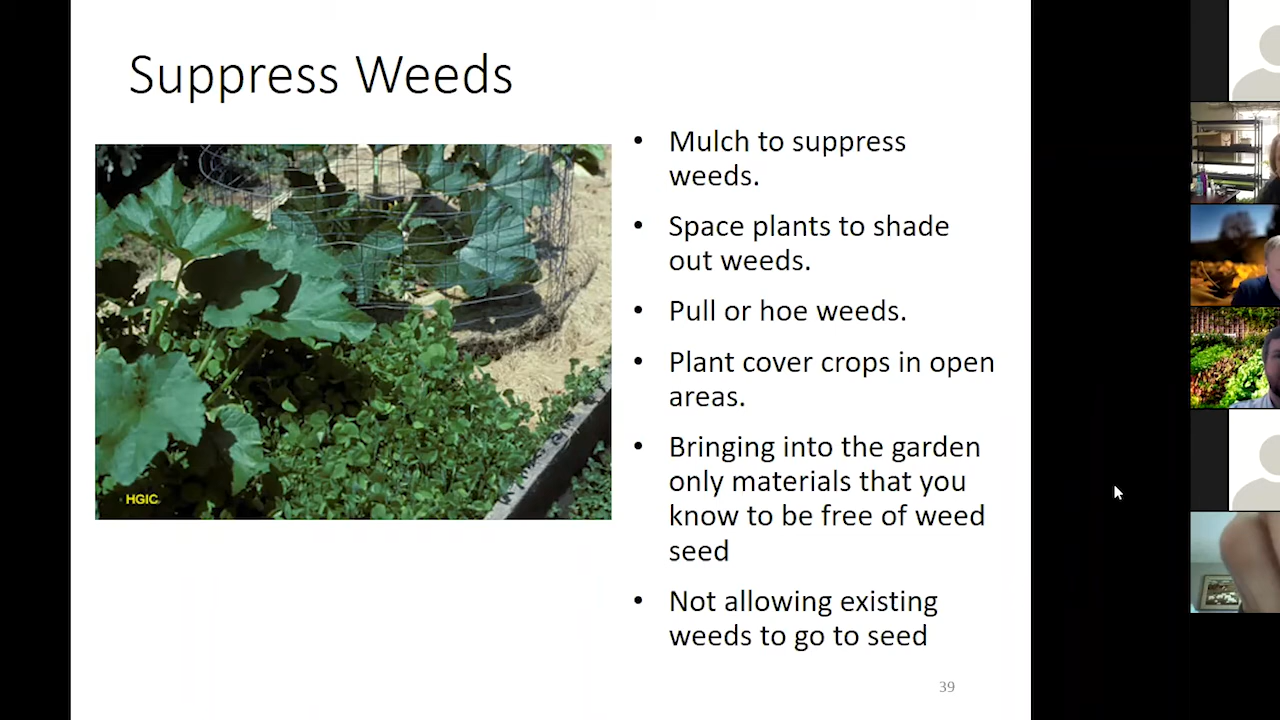 Suppress Weeds
• Mulch to suppress
weeds.
• Space plants to shade
out weeds.
• Pull or hoe weeds.
• Plant cover crops in open
areas.
• Bringing into the garden
only materials that you
know to be free of weed
seed
• Not allowing existing
weeds to go to seed
HGIC
39